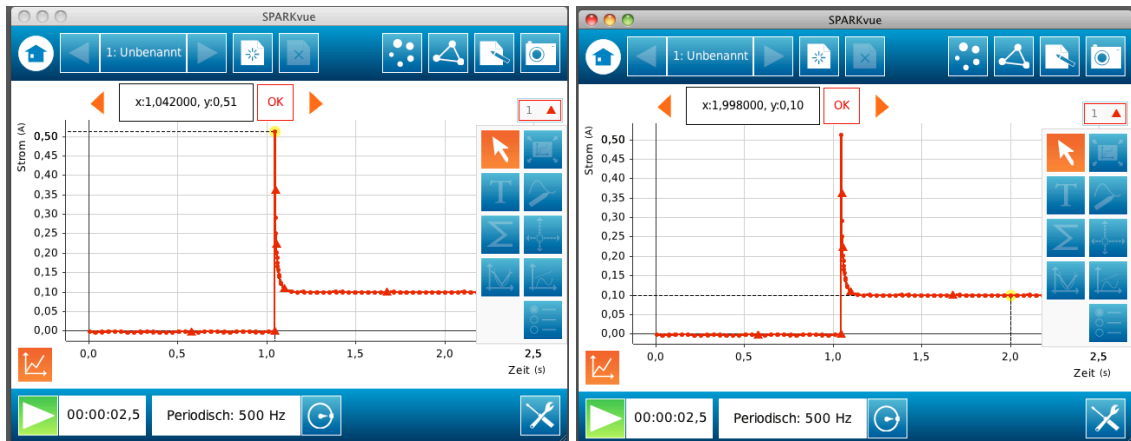 SPARKvue
1: Unbenannt
x:1,042000, y:0,51
OK
1
Strom (A)
0,50
0,45
0,40
0,35
0,30
0,25
0,20
0,15
0,10
0,05
0,00
0,0
0,5
1,0
1,5
2,0
2,5
Zeit (s)
T
Σ
00:00:02,5
Periodisch: 500 Hz
SPARKvue
1: Unbenannt
x:1,998000, y:0,10
OK
1
Strom (A)
0,50
0,45
0,40
0,35
0,30
0,25
0,20
0,15
0,10
0,05
0,00
0,0
0,5
1,0
1,5
2,0
2,5
Zeit (s)
T
Σ
00:00:02,5
Periodisch: 500 Hz